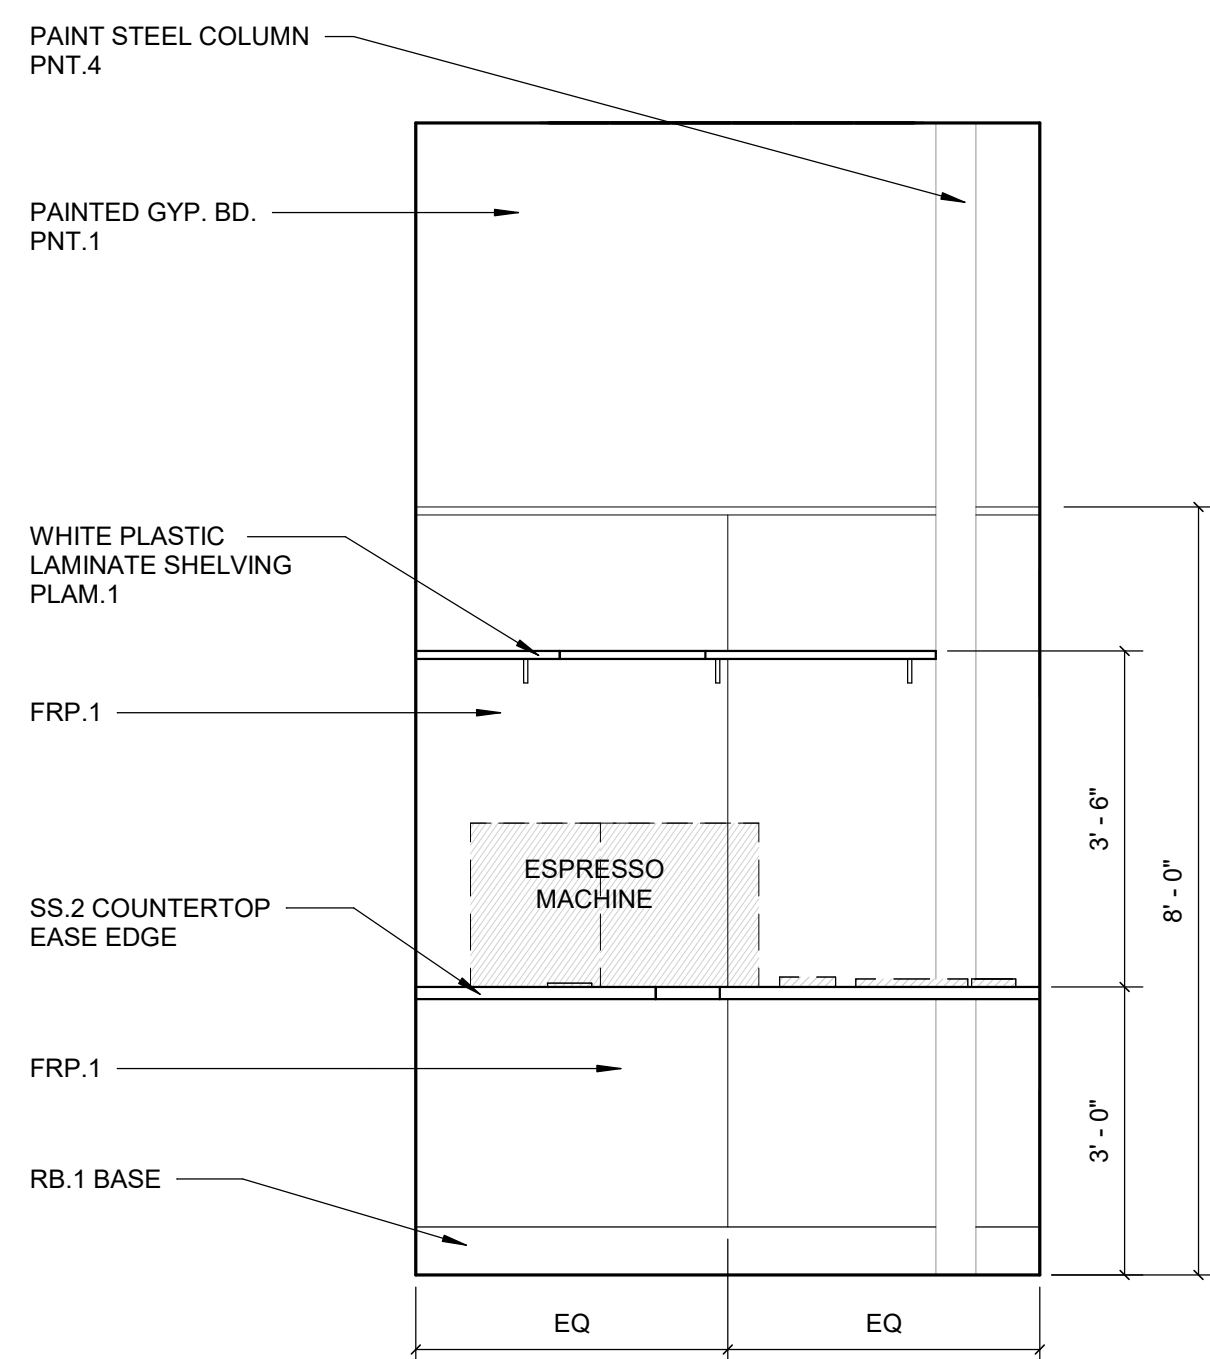 PAINT STEEL COLUMN
PNT.4
PAINTED GYP. BD.
PNT.1
WHITE PLASTIC
LAMINATE SHELVING
PLAM.1
FRP.1
ESPRESSO
MACHINE
SS.2 COUNTERTOP
EASE EDGE
FRP.1
RB.1 BASE
3' - 6"
8' - 0"
3' - 0"
EQ
EQ